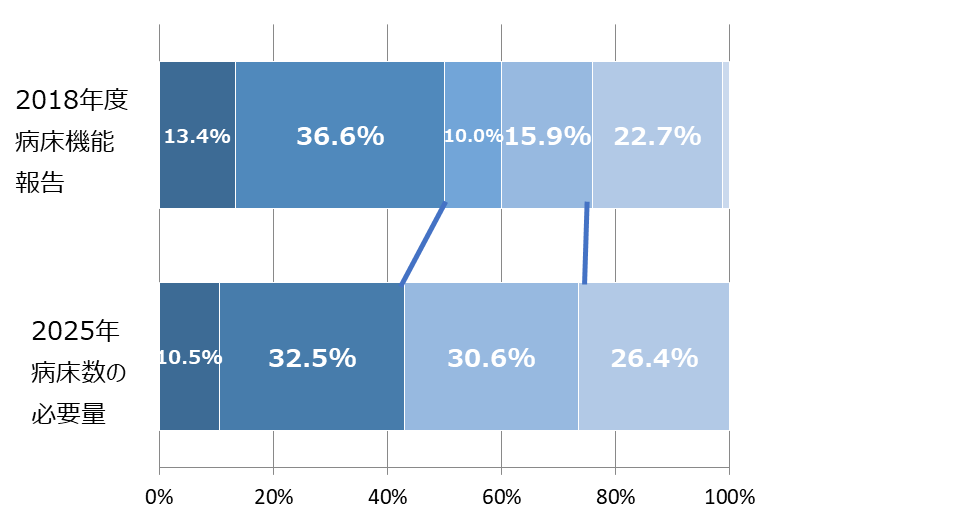 2018年度
病床機能
報告
13.4% 36.6% 10.0% 15.9% 22.7%
2025年
病床数の
必要量
10.5% 32.5% 30.6% 26.4%
0% 20% 40% 60% 80% 100%